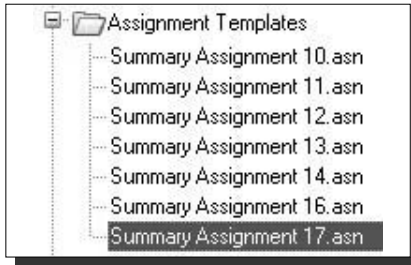 Assignment Templates
Summary Assignment 10.asn
Summary Assignment 11.asn
Summary Assignment 12.asn
Summary Assignment 13.asn
Summary Assignment 14.asn
Summary Assignment 16.asn
Summary Assignment 17.asn